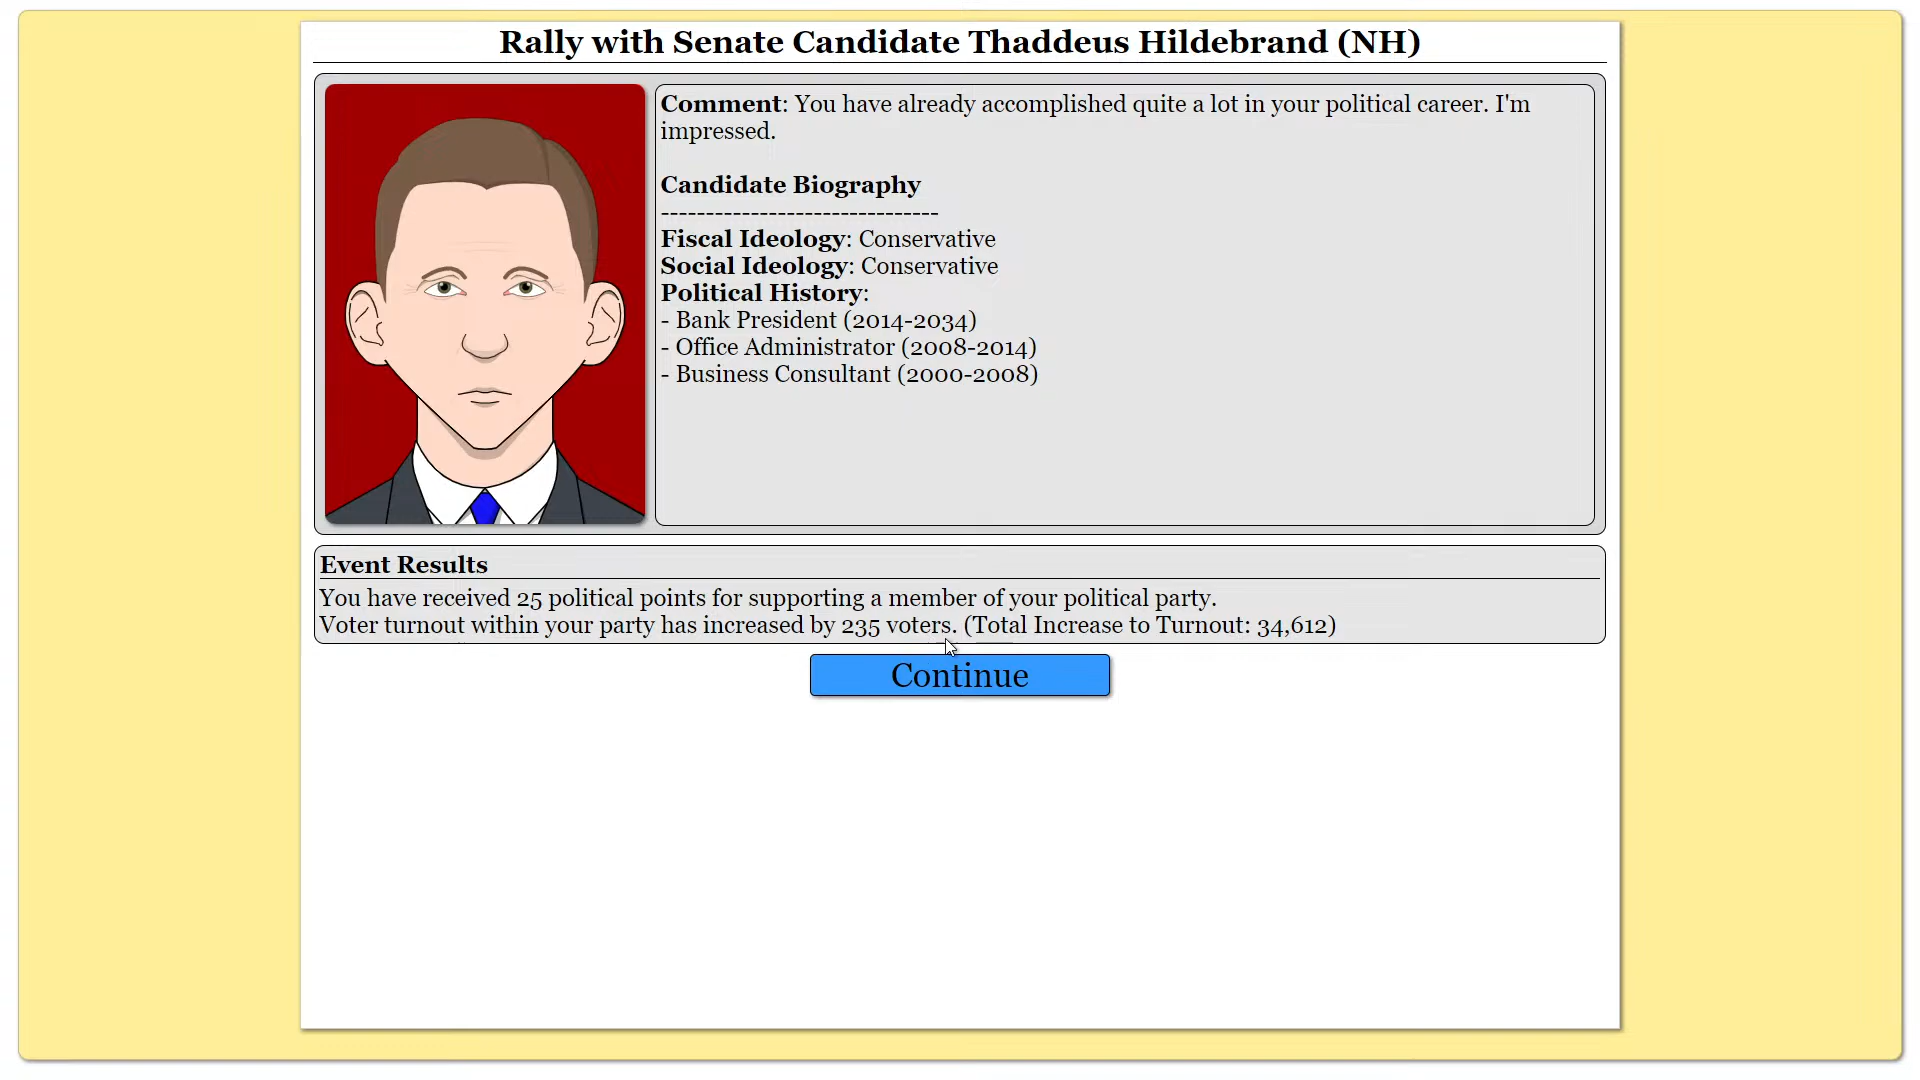 Rally with Senate Candidate Thaddeus Hildebrand (NH)
Comment: You have already accomplished quite a lot in your political career. I'm
impressed.
Candidate Biography
-------------------------------
Fiscal Ideology: Conservative
Social Ideology: Conservative
Political History:
- Bank President (2014-2034)
- Office Administrator (2008-2014)
- Business Consultant (2000-2008)
Event Results
You have received 25 political points for supporting a member of your political party.
Voter turnout within your party has increased by 235 voters. (Total Increase to Turnout: 34,612)
Continue